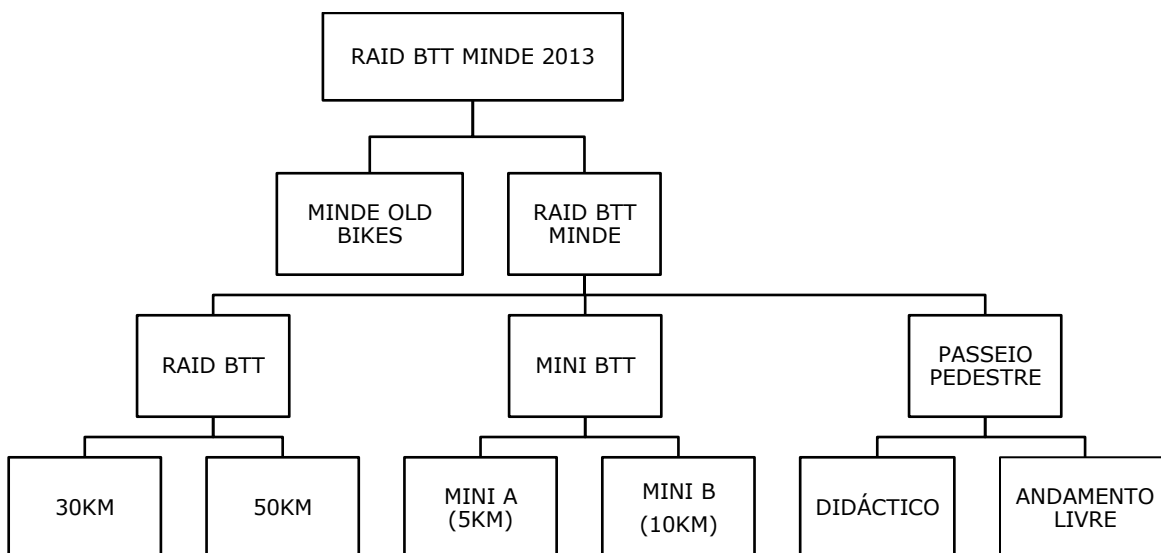 RAID BTT MINDE 2013
MINDE OLD
BIKES
RAID BTT
MINDE
RAID BTT
MINI BTT
PASSEIO
PEDESTRE
30KM
50KM
MINI A
(5KM)
MINI B
(10KM)
DIDÁCTICO
ANDAMENTO
LIVRE